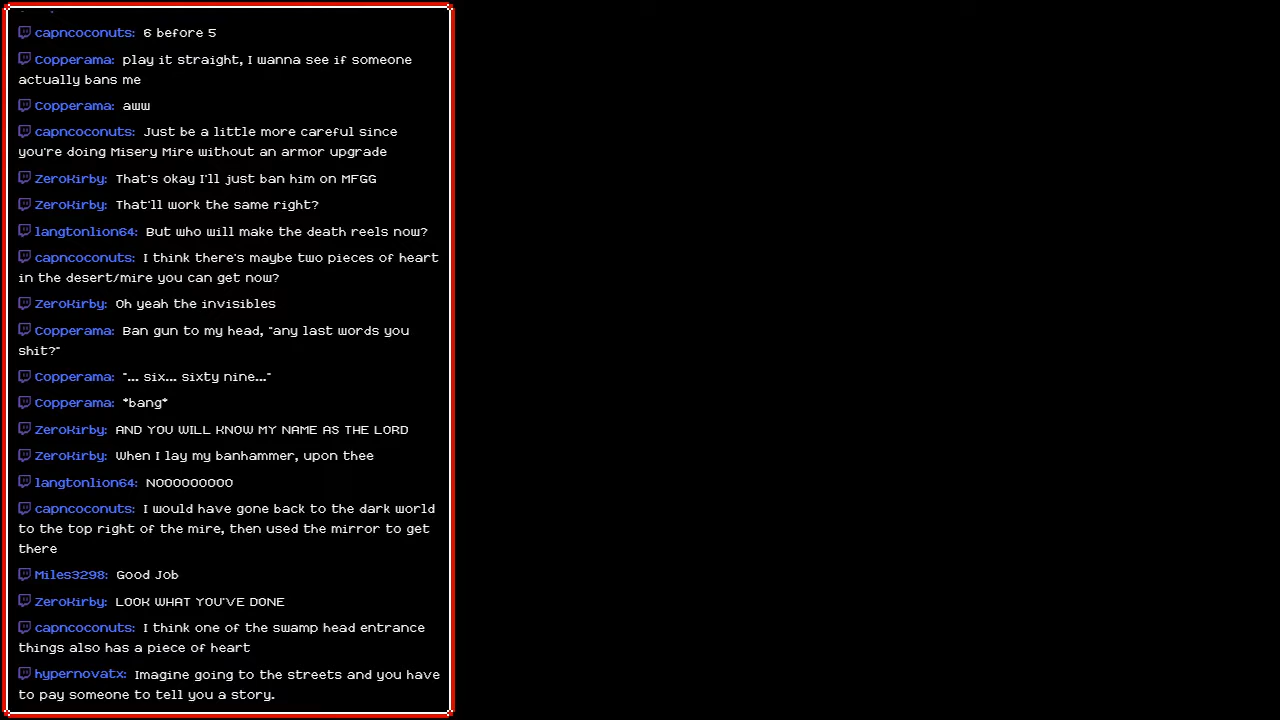 capncoconuts: 6 before 5
Copperama: play it straight, I wanna see if someone
actually bans me
Copperama: aww
capncoconuts: Just be a little more careful since
you're doing Misery Mire without an armor upgrade
ZeroKirby: That's okay I'll just ban him on MFGG
ZeroKirby: That'll work the same right?
langtonlion64: But who will make the death reels now?
capncoconuts: I think there's maybe two pieces of heart
in the desert/mire you can get now?
ZeroKirby: Oh yeah the invisibles
Copperama: Ban gun to my head, "any last words you
shit?"
Copperama: "... six... sixty nine..."
Copperama: *bang*
ZeroKirby: AND YOU WILL KNOW MY NAME AS THE LORD
ZeroKirby: When I lay my banhammer, upon thee
langtonlion64: NOOOOOOOOO
capncoconuts: I would have gone back to the dark world
to the top right of the mire, then used the mirror to get
there
Miles3298: Good Job
ZeroKirby: LOOK WHAT YOU'VE DONE
capncoconuts: I think one of the swamp head entrance
things also has a piece of heart
hypernovatx: Imagine going to the streets and you have
to pay someone to tell you a story.